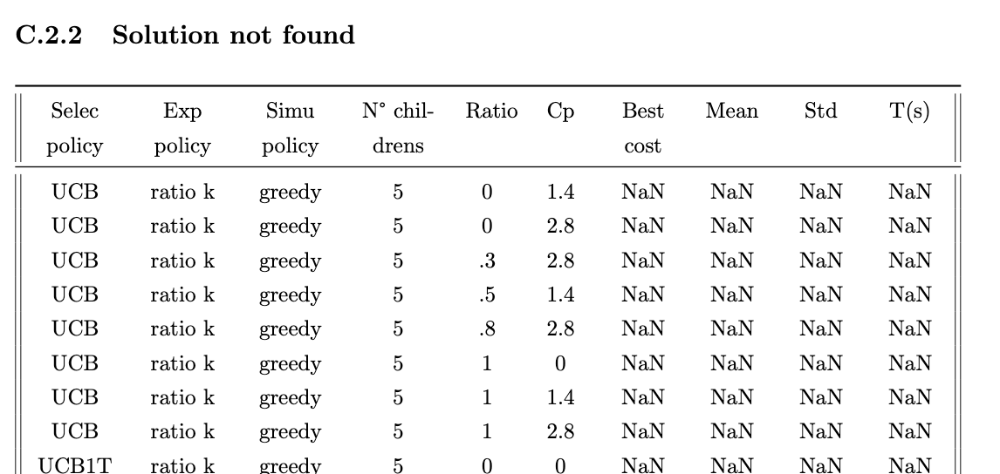 C.2.2 Solution not found
Selec Exp Simu N° chil- Ratio Cp Best Mean Std T(s)
policy policy policy drens cost
UCB ratio k greedy 5 0 1.4 NaN NaN NaN NaN
UCB ratio k greedy 5 0 2.8 NaN NaN NaN NaN
UCB ratio k greedy 5 .3 2.8 NaN NaN NaN NaN
UCB ratio k greedy 5 .5 1.4 NaN NaN NaN NaN
UCB ratio k greedy 5 .8 2.8 NaN NaN NaN NaN
UCB ratio k greedy 5 1 0 NaN NaN NaN NaN
UCB ratio k greedy 5 1 1.4 NaN NaN NaN NaN
UCB ratio k greedy 5 1 2.8 NaN NaN NaN NaN
UCB1T ratio k greedy 5 0 0 NaN NaN NaN NaN